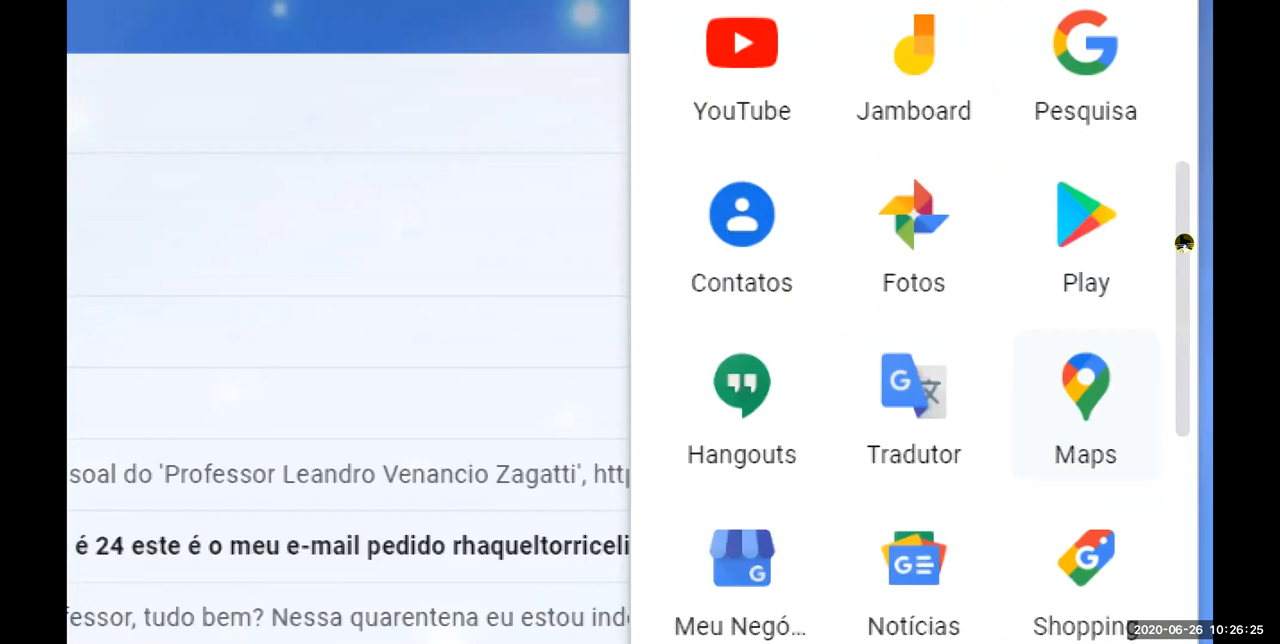 YouTube
Jamboard
Pesquisa
Contatos
Fotos
Play
Hangouts
Tradutor
Maps
soal do 'Professor Leandro Venancio Zagatti', http
é 24 este é o meu e-mail pedido rhaqueltorriceli
fessor, tudo bem? Nessa quarentena eu estou inde
Meu Negó...
Notícias
Shopping
2020-06-26 10:26:25